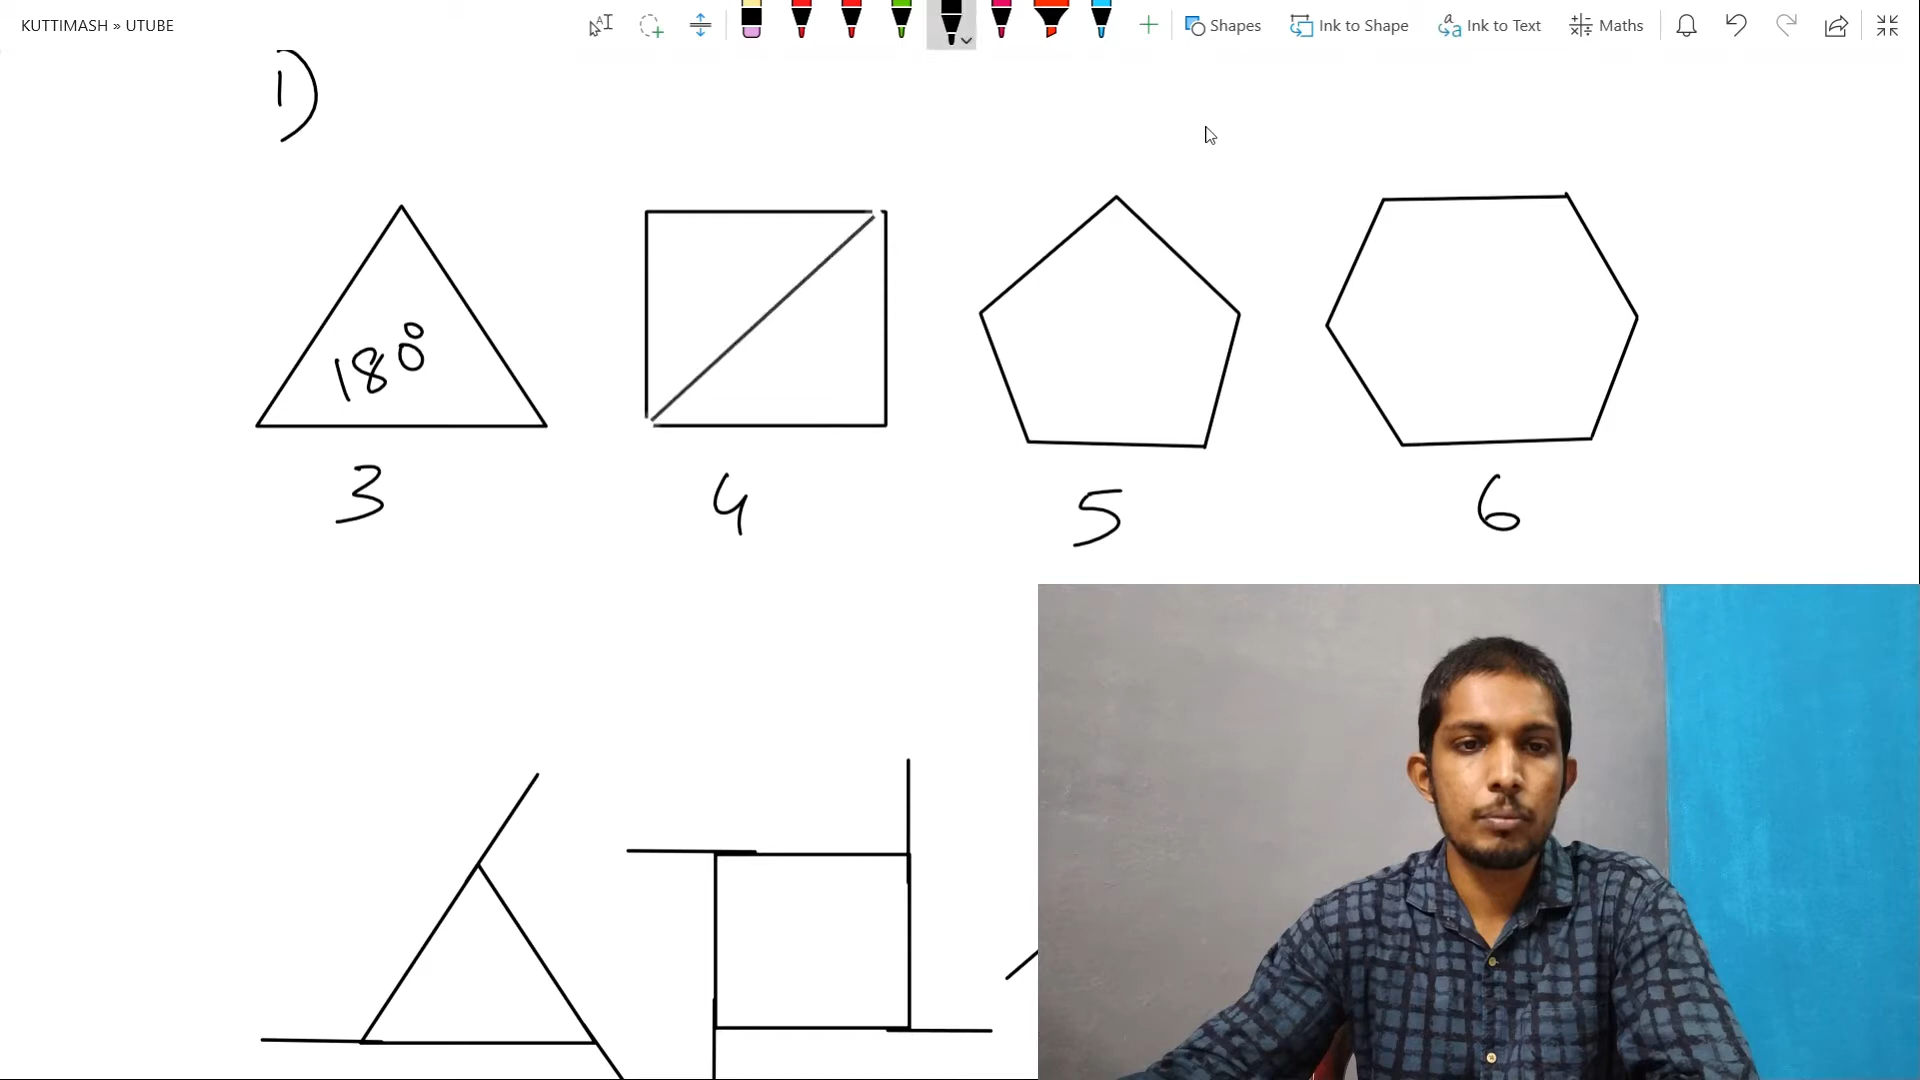 KUTTIMASH » UTUBE
Shapes
Ink to Shape
Ink to Text
Maths
1)
180°
3
4
5
6